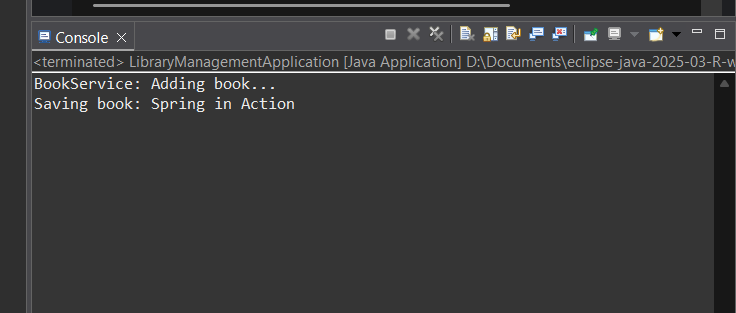 Console
<terminated> LibraryManagementApplication [Java Application] D:\Documents\eclipse-java-2025-03-R-w
BookService: Adding book...
Saving book: Spring in Action